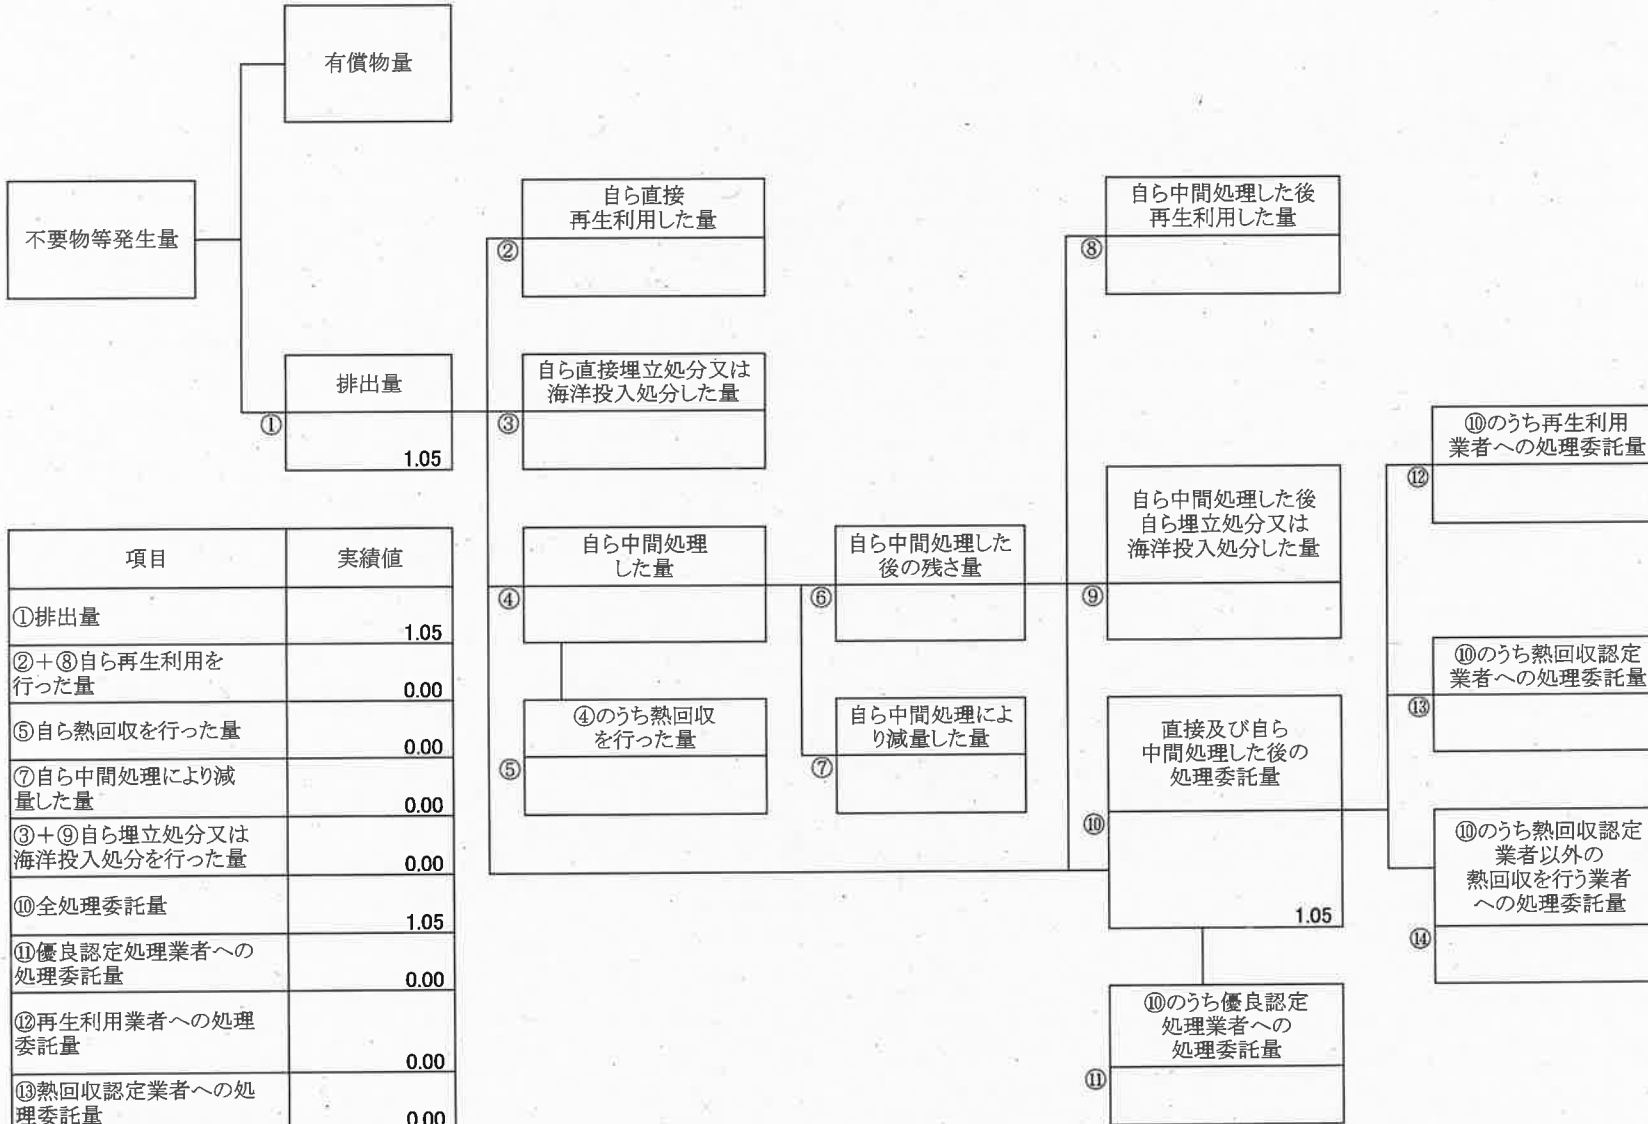 有償物量
不要物等発生量
自ら直接
再生利用した量
②
自ら中間処理した後
再生利用した量
⑧
排出量
①
1.05
自ら直接埋立処分又は
海洋投入処分した量
③
⑩のうち再生利用
業者への処理委託量
⑫
自ら中間処理
した量
④
自ら中間処理した
後の残さ量
⑥
自ら中間処理した後
自ら埋立処分又は
海洋投入処分した量
⑨
⑩のうち熱回収認定
業者への処理委託量
⑬
④のうち熱回収
を行った量
⑤
自ら中間処理によ
り減量した量
⑦
直接及び自ら
中間処理した後の
処理委託量
⑩
1.05
⑩のうち熱回収認定
業者以外の
熱回収を行う業者
への処理委託量
⑭
⑩のうち優良認定
処理業者への
処理委託量
⑪
項目 実績値
①排出量 1.05
②+⑧自ら再生利用を
行った量 0.00
⑤自ら熱回収を行った量 0.00
⑦自ら中間処理により減
量した量 0.00
③+⑨自ら埋立処分又は
海洋投入処分を行った量 0.00
⑩全処理委託量 1.05
⑪優良認定処理業者への
処理委託量 0.00
⑫再生利用業者への処理
委託量 0.00
⑬熱回収認定業者への処
理委託量 0.00